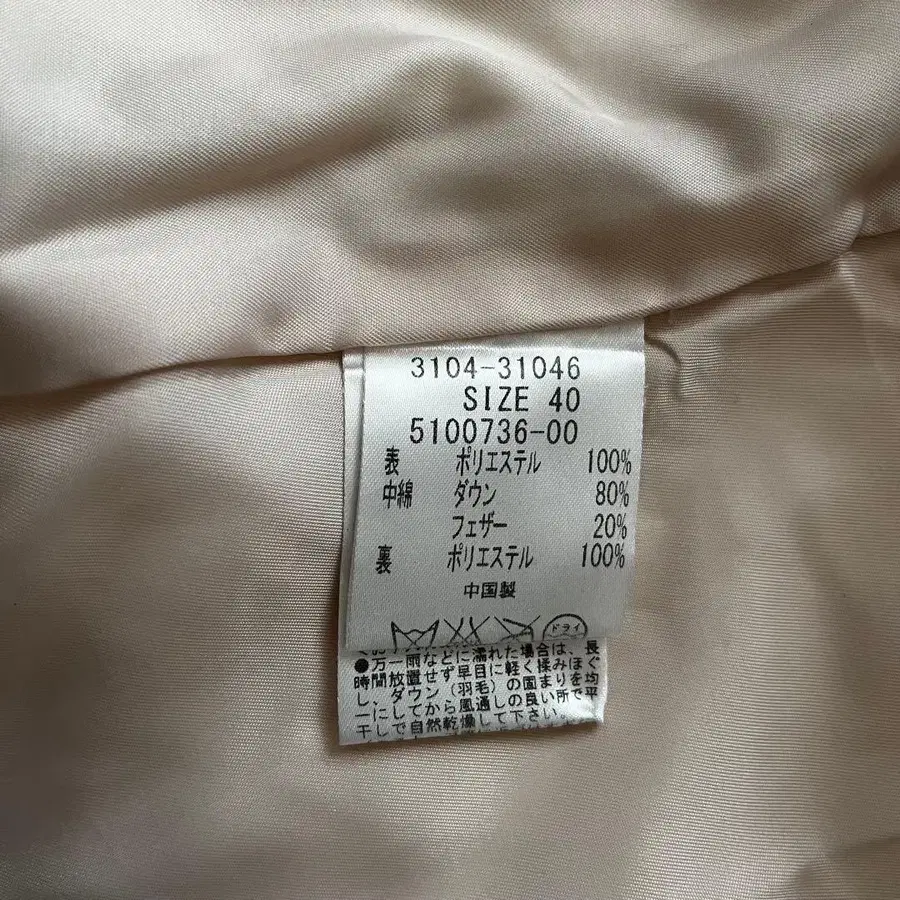 3104-31046
SIZE 40
5100736-00
表 ポリエステル 100%
中綿 ダウン 80%
フェザー 20%
裏 ポリエステル 100%
中国製
ドライ
●万一雨などに濡れた場合は、長
時間放置せず早目に軽く揉みほぐ
し、ダウン(羽毛)の固まりを均
一にしてから風通しの良い所で平
干しで自然乾燥して下さい。